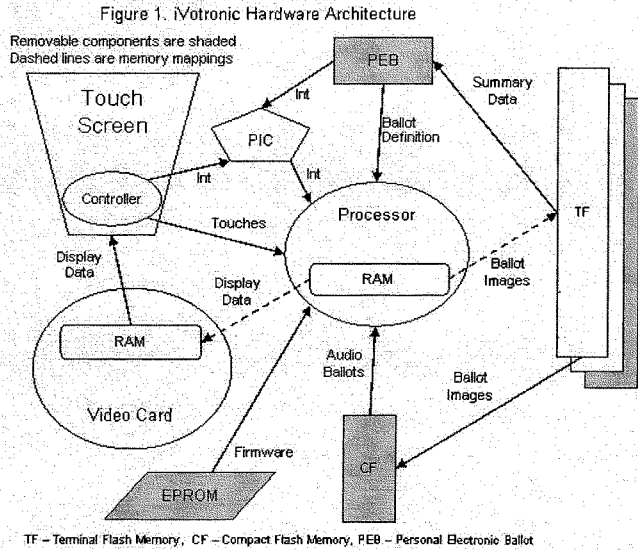 Figure 1. iVotronic Hardware Architecture
Removable components are shaded
Dashed lines are memory mappings
PEB
Summary
Data
Touch
Screen
Int
PIC
Ballot
Definition
Int
Int
Controller
Processor
TF
Touches
Display
Data
Display
Data
RAM
Ballot
Images
RAM
Audio
Ballots
Ballot
Images
Video Card
Firmware
CF
EPROM
TF – Terminal Flash Memory, CF – Compact Flash Memory, PEB – Personal Electronic Ballot